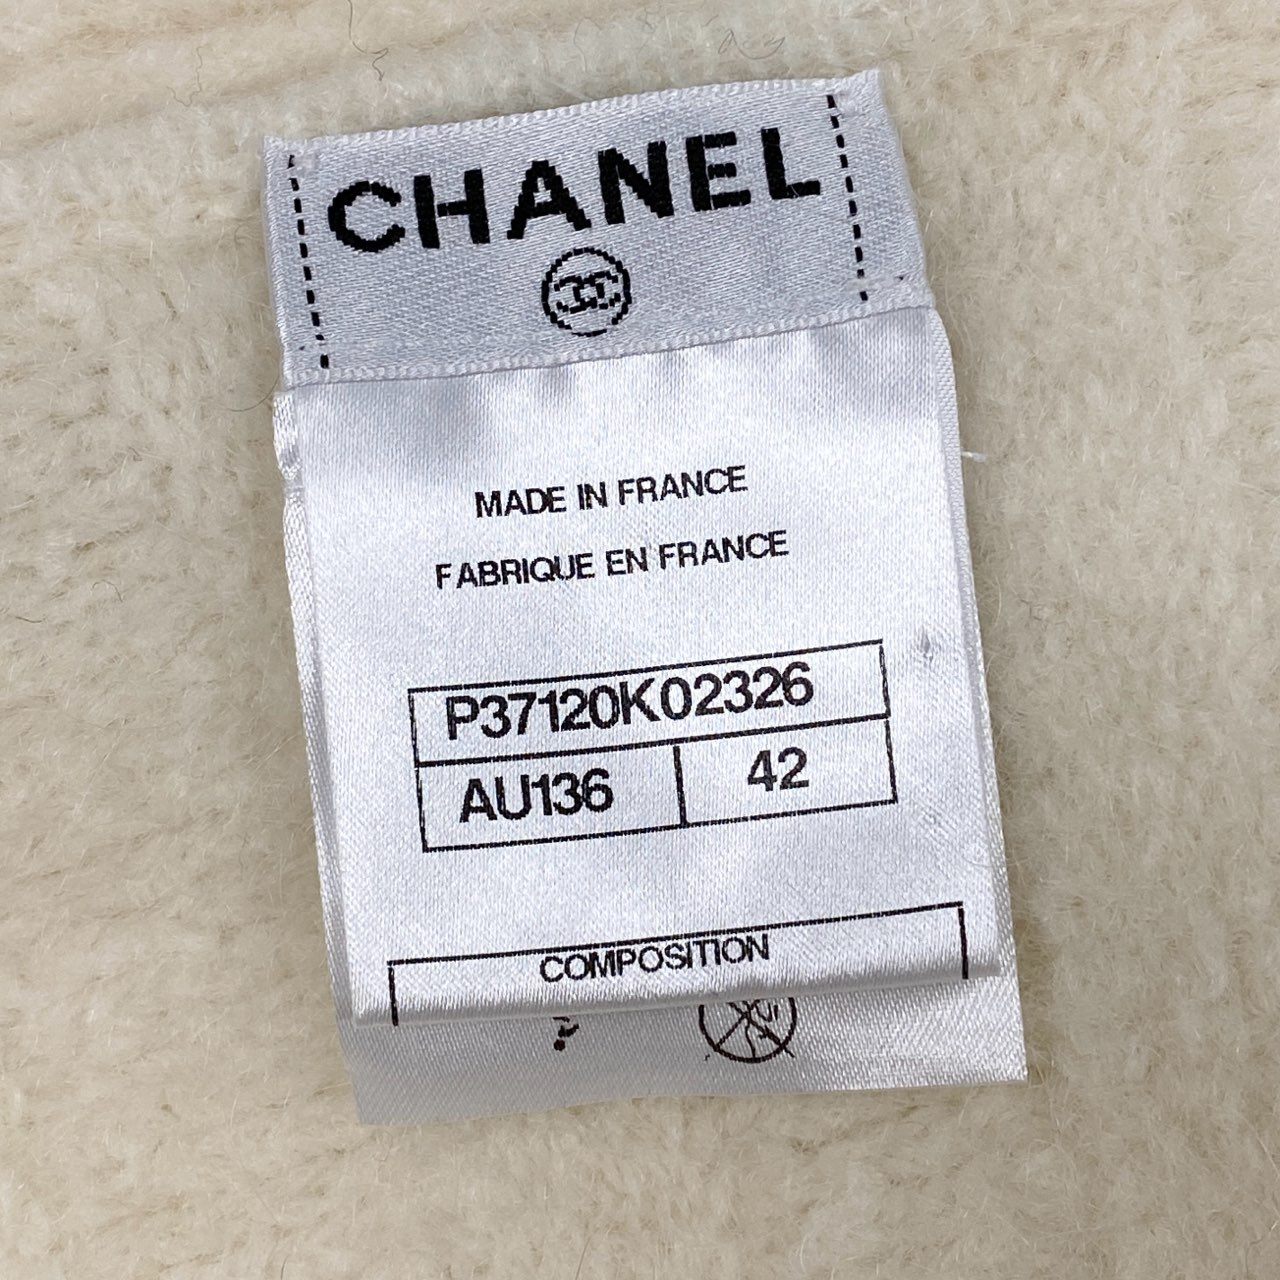 CHANEL
MADE IN FRANCE
FABRIQUE EN FRANCE
P37120K02326
AU136 42
COMPOSITION